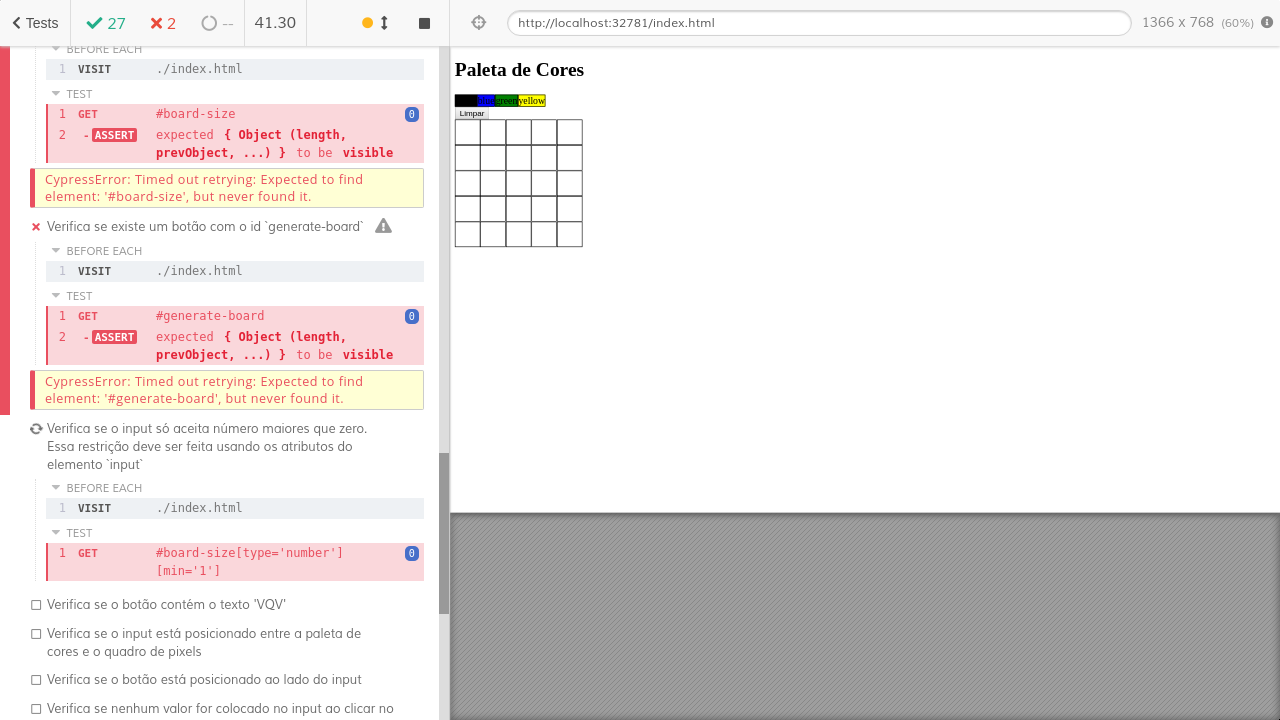 Tests 27 2 -- 41.30
http://localhost:32781/index.html 1366 x 768 (60%)
BEFORE EACH
1 VISIT ./index.html
TEST
1 GET #board-size 0
2 -ASSERT expected { Object (length,
prevObject, ...) } to be visible
CypressError: Timed out retrying: Expected to find
element: '#board-size', but never found it.
Verifica se existe um botão com o id `generate-board`
BEFORE EACH
1 VISIT ./index.html
TEST
1 GET #generate-board 0
2 -ASSERT expected { Object (length,
prevObject, ...) } to be visible
CypressError: Timed out retrying: Expected to find
element: '#generate-board', but never found it.
Verifica se o input só aceita número maiores que zero.
Essa restrição deve ser feita usando os atributos do
elemento `input`
BEFORE EACH
1 VISIT ./index.html
TEST
1 GET #board-size[type='number'] 0
[min='1']
Verifica se o botão contém o texto 'VQV'
Verifica se o input está posicionado entre a paleta de
cores e o quadro de pixels
Verifica se o botão está posicionado ao lado do input
Verifica se nenhum valor for colocado no input ao clicar no
Paleta de Cores
green yellow
Limpar